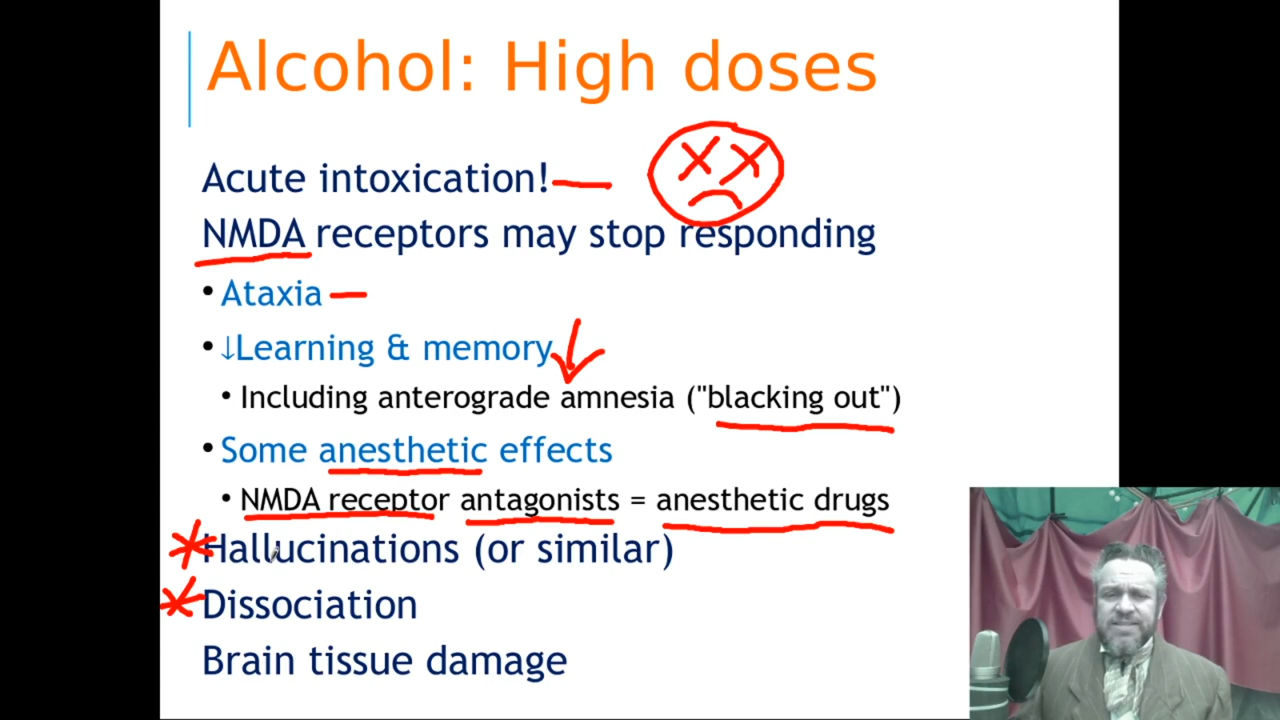 Alcohol: High doses
Acute intoxication!
NMDA receptors may stop responding
• Ataxia
• ↓Learning & memory
• Including anterograde amnesia ("blacking out")
• Some anesthetic effects
• NMDA receptor antagonists = anesthetic drugs
Hallucinations (or similar)
Dissociation
Brain tissue damage